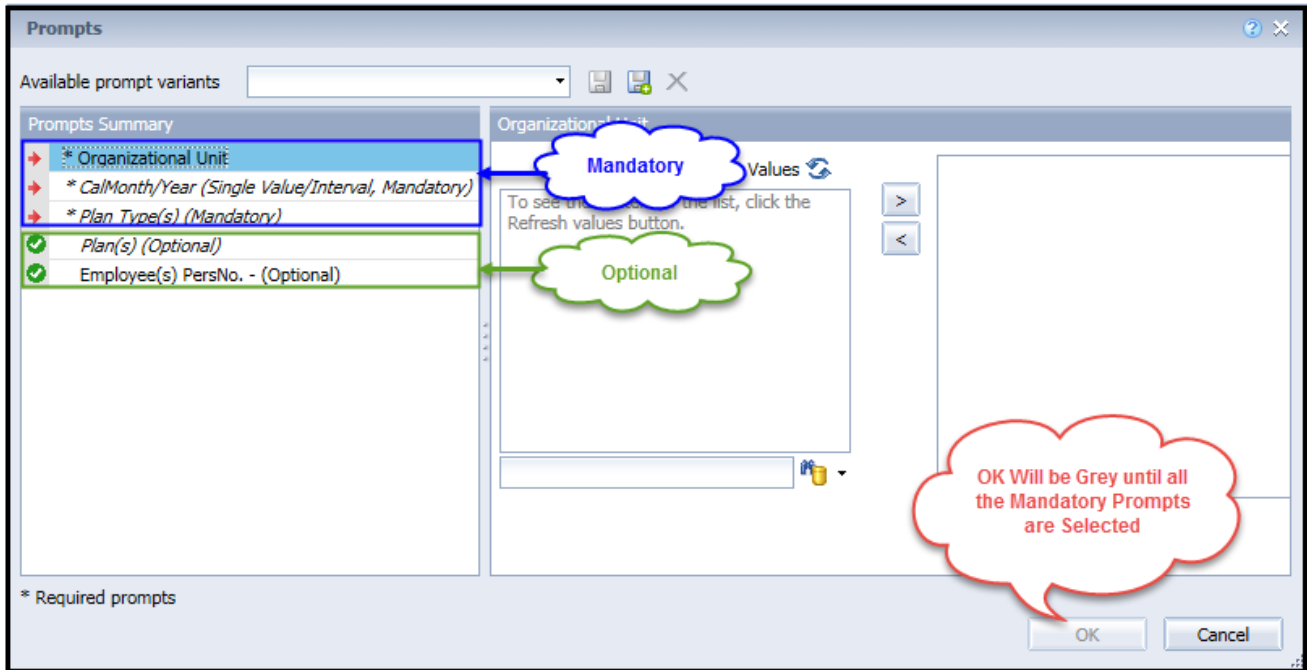 Prompts
Available prompt variants
Prompts Summary
* Organizational Unit
* CalMonth/Year (Single Value/Interval, Mandatory)
* Plan Type(s) (Mandatory)
Plan(s) (Optional)
Employee(s) PersNo. - (Optional)
Organizational Unit
Mandatory
Values
To see the list, click the
Refresh values button.
Optional
OK Will be Grey until all
the Mandatory Prompts
are Selected
* Required prompts
OK
Cancel